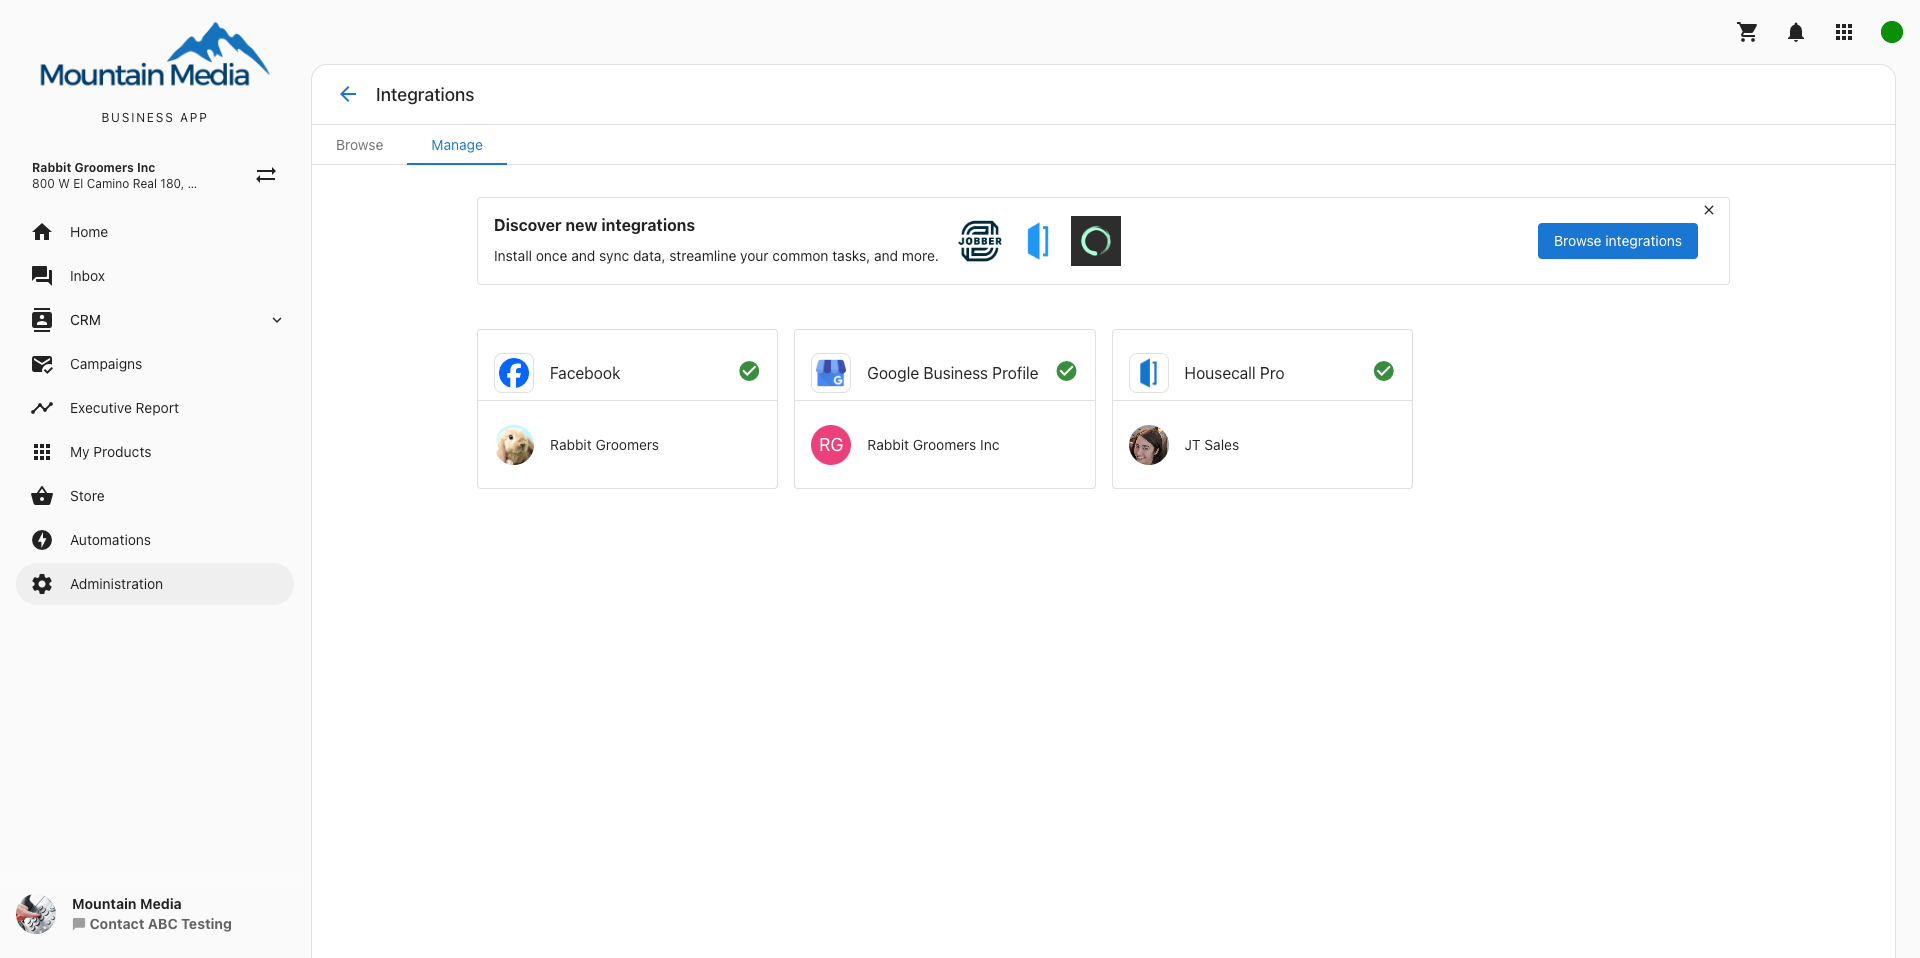 Mountain Media
BUSINESS APP
Rabbit Groomers Inc
800 W El Camino Real 180, ...
Home
Inbox
CRM
Campaigns
Executive Report
My Products
Store
Automations
Administration
Mountain Media
Contact ABC Testing
Integrations
Browse
Manage
Discover new integrations
Install once and sync data, streamline your common tasks, and more.
JOBBER
Browse integrations
Facebook
Rabbit Groomers
Google Business Profile
G
RG
Rabbit Groomers Inc
Housecall Pro
JT Sales